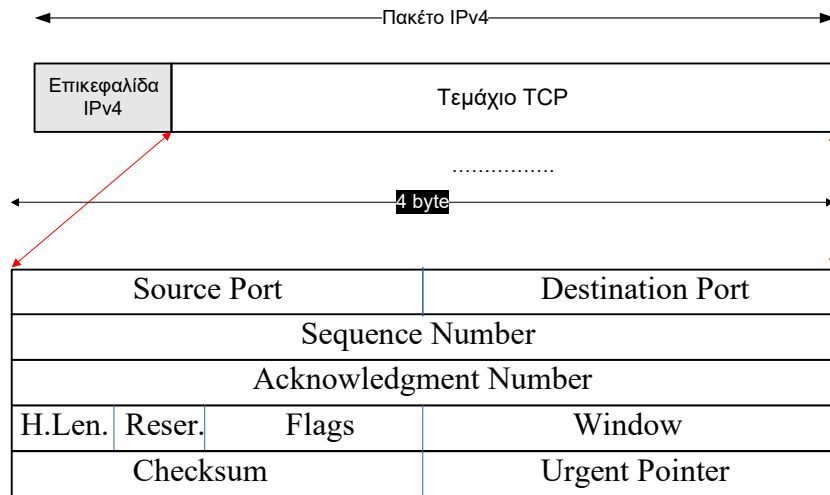 Πακέτο IPv4
Επικεφαλίδα
IPv4
Τεμάχιο TCP
................
4 byte
Source Port
Destination Port
Sequence Number
Acknowledgment Number
H.Len.
Reser.
Flags
Window
Checksum
Urgent Pointer